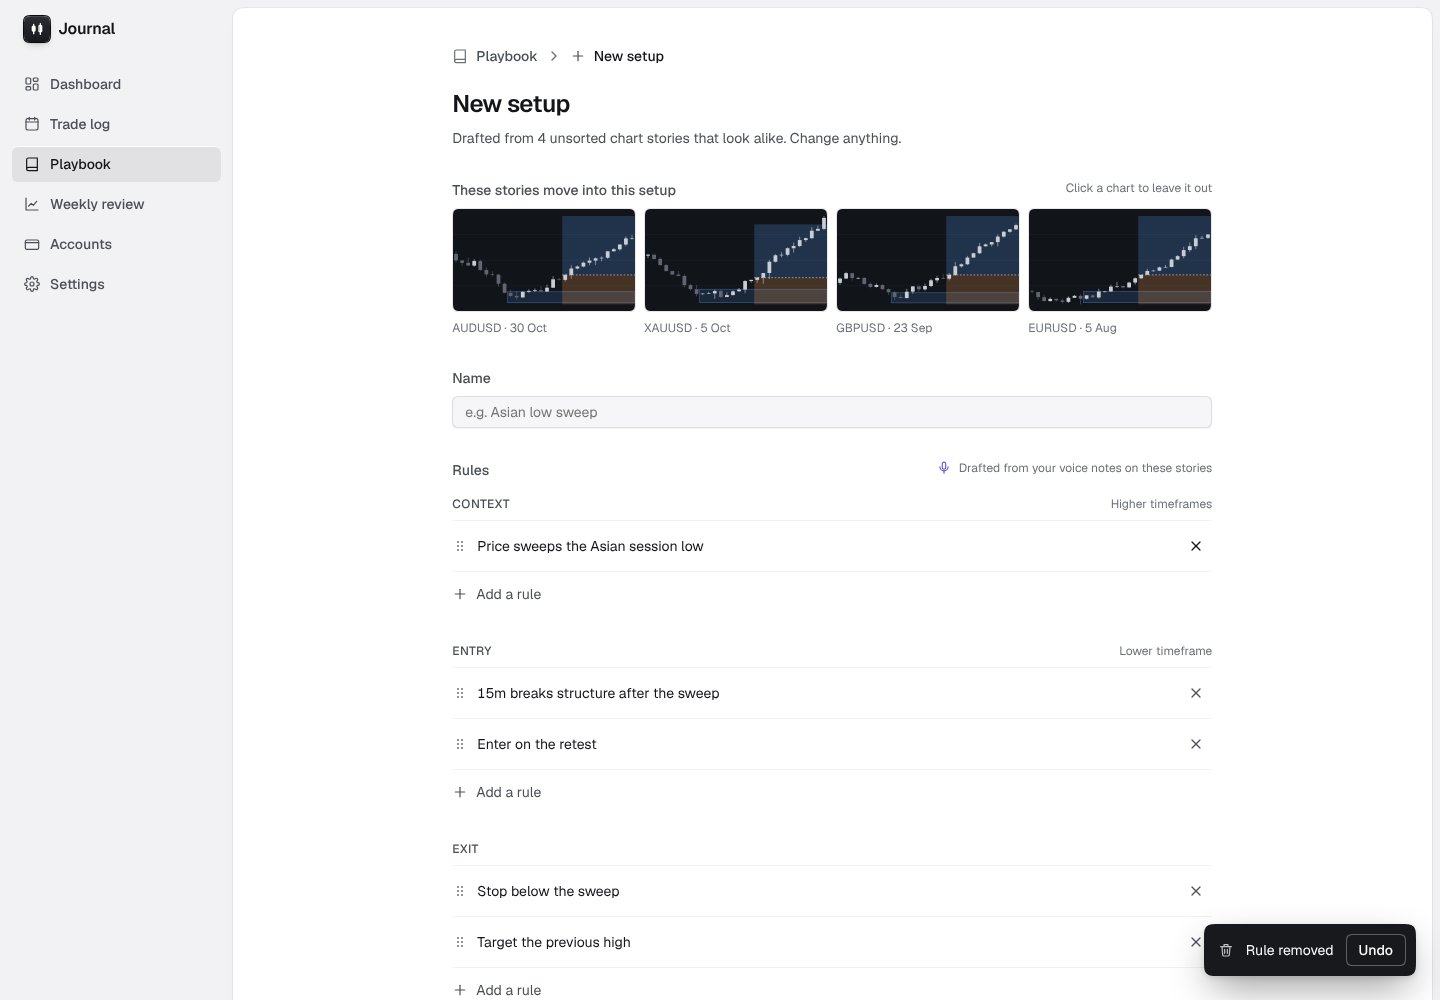 Journal
Dashboard
Trade log
Playbook
Weekly review
Accounts
Settings
Playbook
New setup
New setup
Drafted from 4 unsorted chart stories that look alike. Change anything.
These stories move into this setup
Click a chart to leave it out
AUDUSD · 30 Oct
XAUUSD · 5 Oct
GBPUSD · 23 Sep
EURUSD · 5 Aug
Name
e.g. Asian low sweep
Rules
Drafted from your voice notes on these stories
CONTEXT
Higher timeframes
Price sweeps the Asian session low
Add a rule
ENTRY
Lower timeframe
15m breaks structure after the sweep
Enter on the retest
Add a rule
EXIT
Stop below the sweep
Target the previous high
Add a rule
Rule removed
Undo